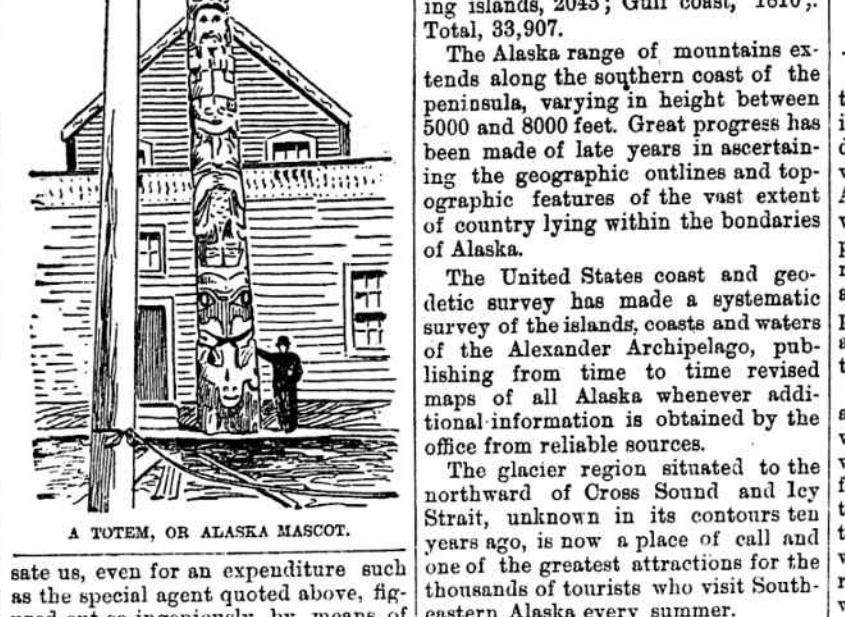 A TOTEM, OR ALASKA MASCOT.
sate us, even for an expenditure such
as the special agent quoted above, fig-
ured out so ingeniously by means of
ing islands, 2043; Gulf coast,
Total, 33,907.
The Alaska range of mountains ex-
tends along the southern coast of the
peninsula, varying in height between
5000 and 8000 feet. Great progress has
been made of late years in ascertain-
ing the geographic outlines and top-
ographic features of the vast extent
of country lying within the bondaries
of Alaska.
The United States coast and geo-
detic survey has made a systematic
survey of the islands, coasts and waters
of the Alexander Archipelago, pub-
lishing from time to time revised
maps of all Alaska whenever addi-
tional information is obtained by the
office from reliable sources.
The glacier region situated to the
northward of Cross Sound and Icy
Strait, unknown in its contours ten
years ago, is now a place of call and
one of the greatest attractions for the
thousands of tourists who visit South-
eastern Alaska every summer.